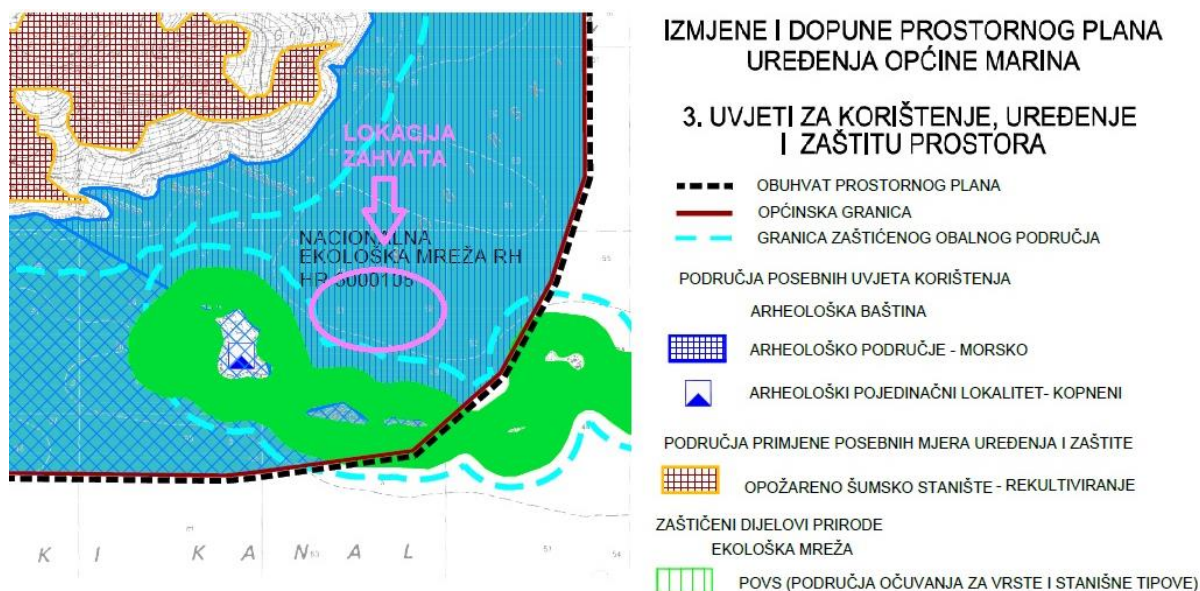 LOKACIJA
ZAHVATA
NACIONALNA
EKOLOŠKA MREŽA RH
K I K A N A L
IZMJENE I DOPUNE PROSTORNOG PLANA
UREĐENJA OPĆINE MARINA
3. UVJETI ZA KORIŠTENJE, UREĐENJE
I ZAŠTITU PROSTORA
OBUHVAT PROSTORNOG PLANA
OPĆINSKA GRANICA
GRANICA ZAŠTIĆENOG OBALNOG PODRUČJA
PODRUČJA POSEBNIH UVJETA KORIŠTENJA
ARHEOLOŠKA BAŠTINA
ARHEOLOŠKO PODRUČJE - MORSKO
ARHEOLOŠKI POJEDINAČNI LOKALITET- KOPNENI
PODRUČJA PRIMJENE POSEBNIH MJERA UREĐENJA I ZAŠTITE
OPOŽARENO ŠUMSKO STANIŠTE - REKULTIVIRANJE
ZAŠTIČENI DIJELOVI PRIRODE
EKOLOŠKA MREŽA
POVS (PODRUČJA OČUVANJA ZA VRSTE I STANIŠNE TIPOVE)